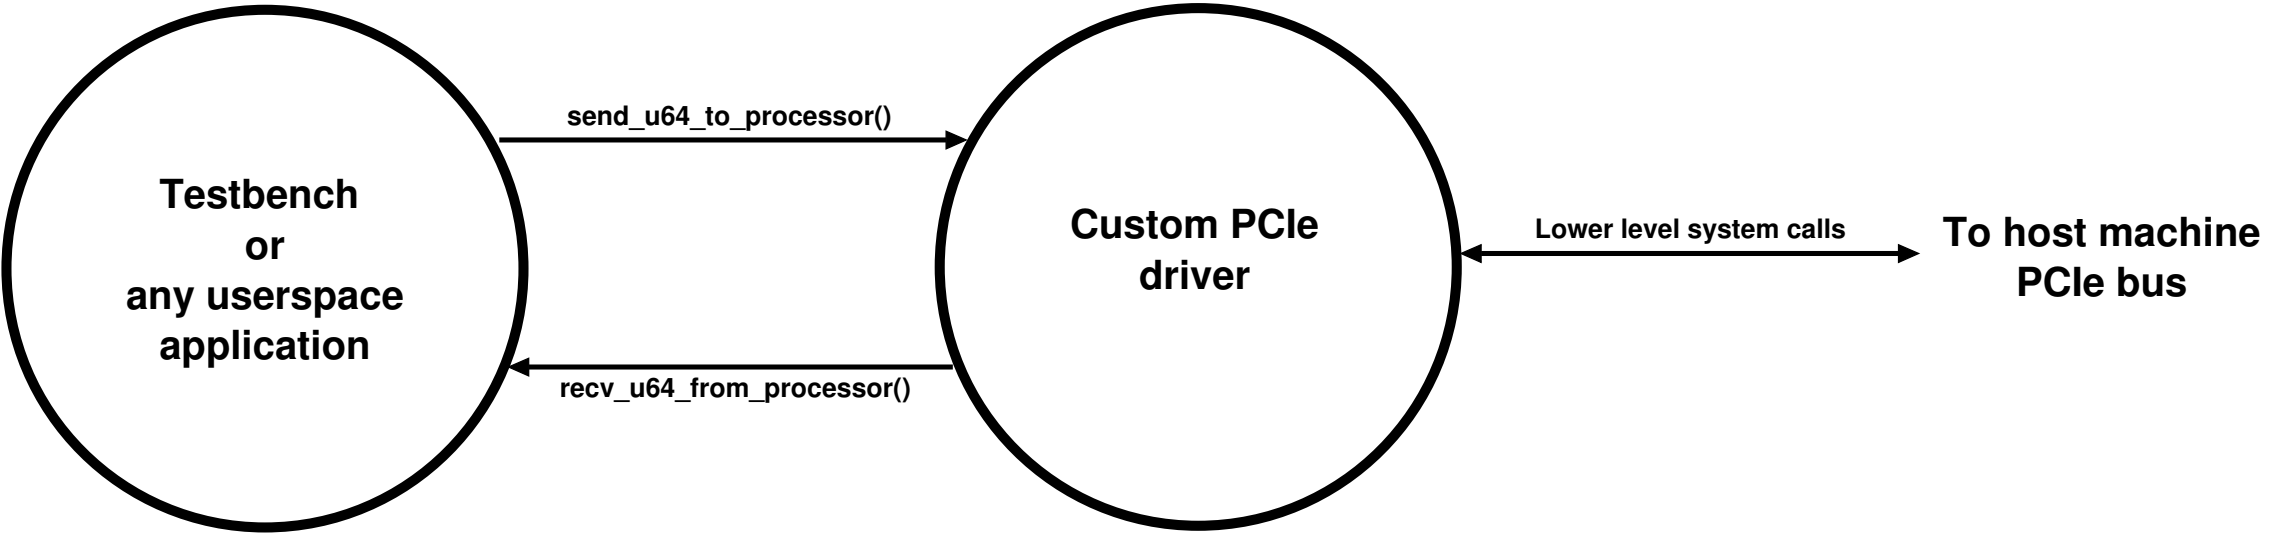 Testbench
or
any userspace
application
send_u64_to_processor()
recv_u64_from_processor()
Custom PCIe
driver
Lower level system calls
To host machine
PCIe bus